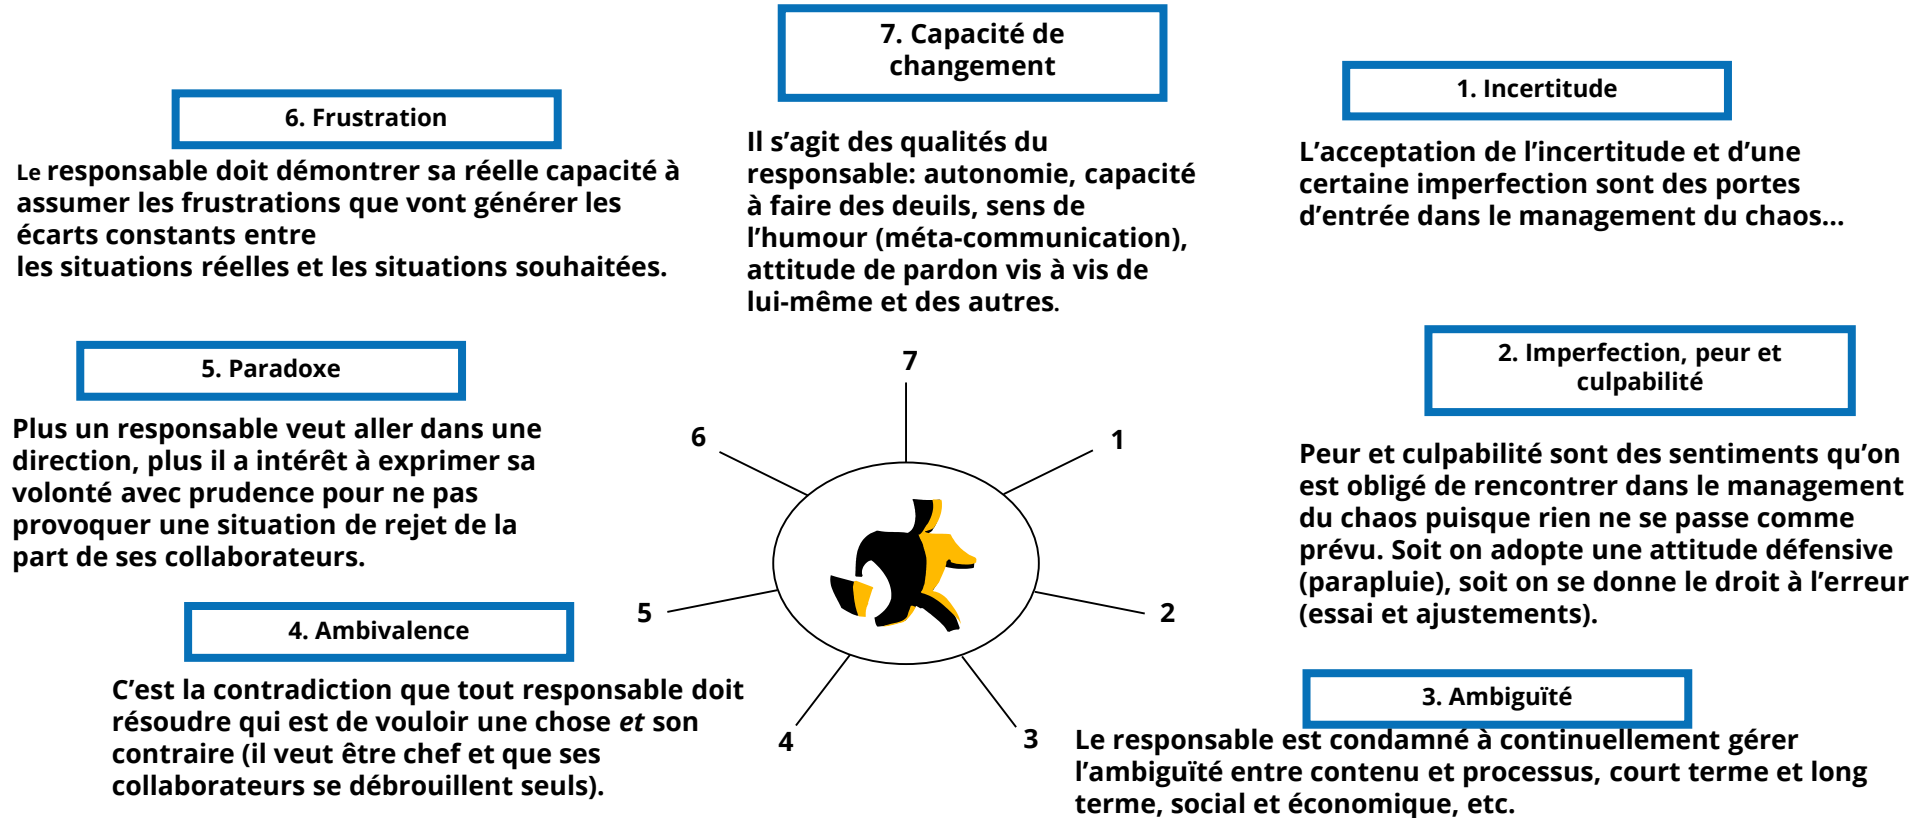 7. Capacité de
changement
Il s’agit des qualités du
responsable: autonomie, capacité
à faire des deuils, sens de
l’humour (méta-communication),
attitude de pardon vis à vis de
lui-même et des autres.
1. Incertitude
L’acceptation de l’incertitude et d’une
certaine imperfection sont des portes
d’entrée dans le management du chaos…
6. Frustration
Le responsable doit démontrer sa réelle capacité à
assumer les frustrations que vont générer les
écarts constants entre
les situations réelles et les situations souhaitées.
5. Paradoxe
Plus un responsable veut aller dans une
direction, plus il a intérêt à exprimer sa
volonté avec prudence pour ne pas
provoquer une situation de rejet de la
part de ses collaborateurs.
2. Imperfection, peur et
culpabilité
Peur et culpabilité sont des sentiments qu’on
est obligé de rencontrer dans le management
du chaos puisque rien ne se passe comme
prévu. Soit on adopte une attitude défensive
(parapluie), soit on se donne le droit à l’erreur
(essai et ajustements).
7
6
1
5
2
4
3
4. Ambivalence
C’est la contradiction que tout responsable doit
résoudre qui est de vouloir une chose et son
contraire (il veut être chef et que ses
collaborateurs se débrouillent seuls).
3. Ambiguïté
Le responsable est condamné à continuellement gérer
l’ambiguïté entre contenu et processus, court terme et long
terme, social et économique, etc.